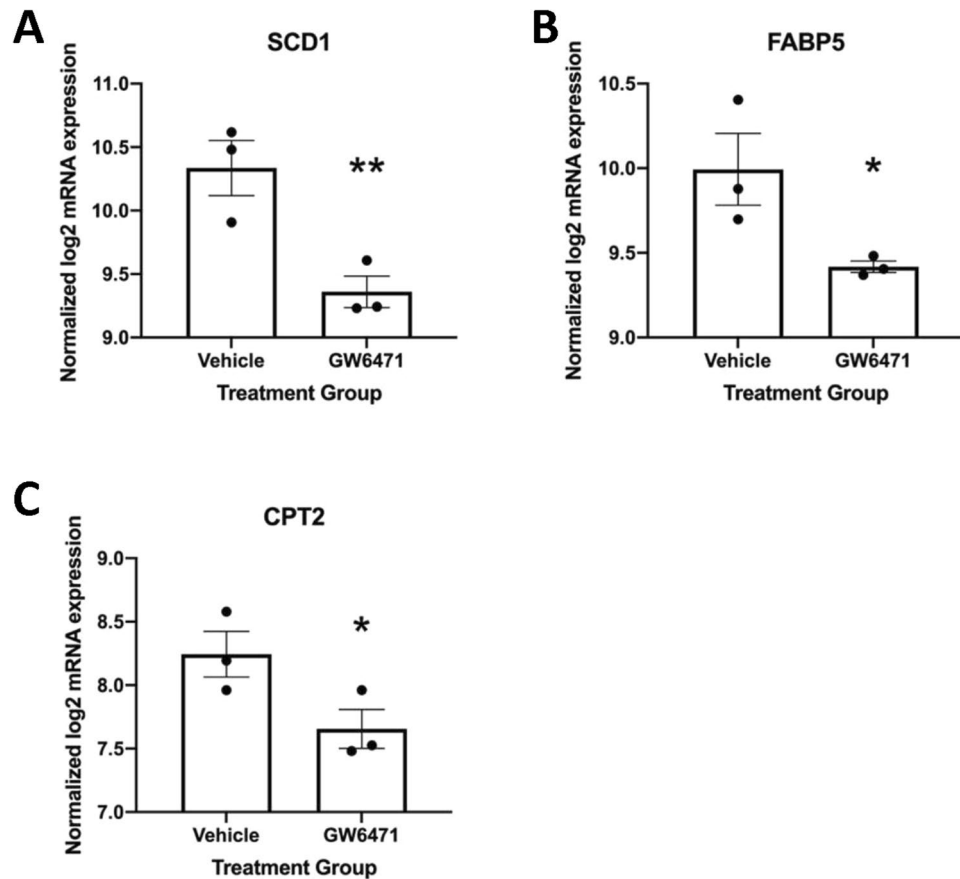 A
SCD1
Normalized log2 mRNA expression
11.0
10.5
10.0
9.5
9.0
**
Vehicle
GW6471
Treatment Group
B
FABP5
Normalized log2 mRNA expression
10.5
10.0
9.5
9.0
*
Vehicle
GW6471
Treatment Group
C
CPT2
Normalized log2 mRNA expression
9.0
8.5
8.0
7.5
7.0
*
Vehicle
GW6471
Treatment Group